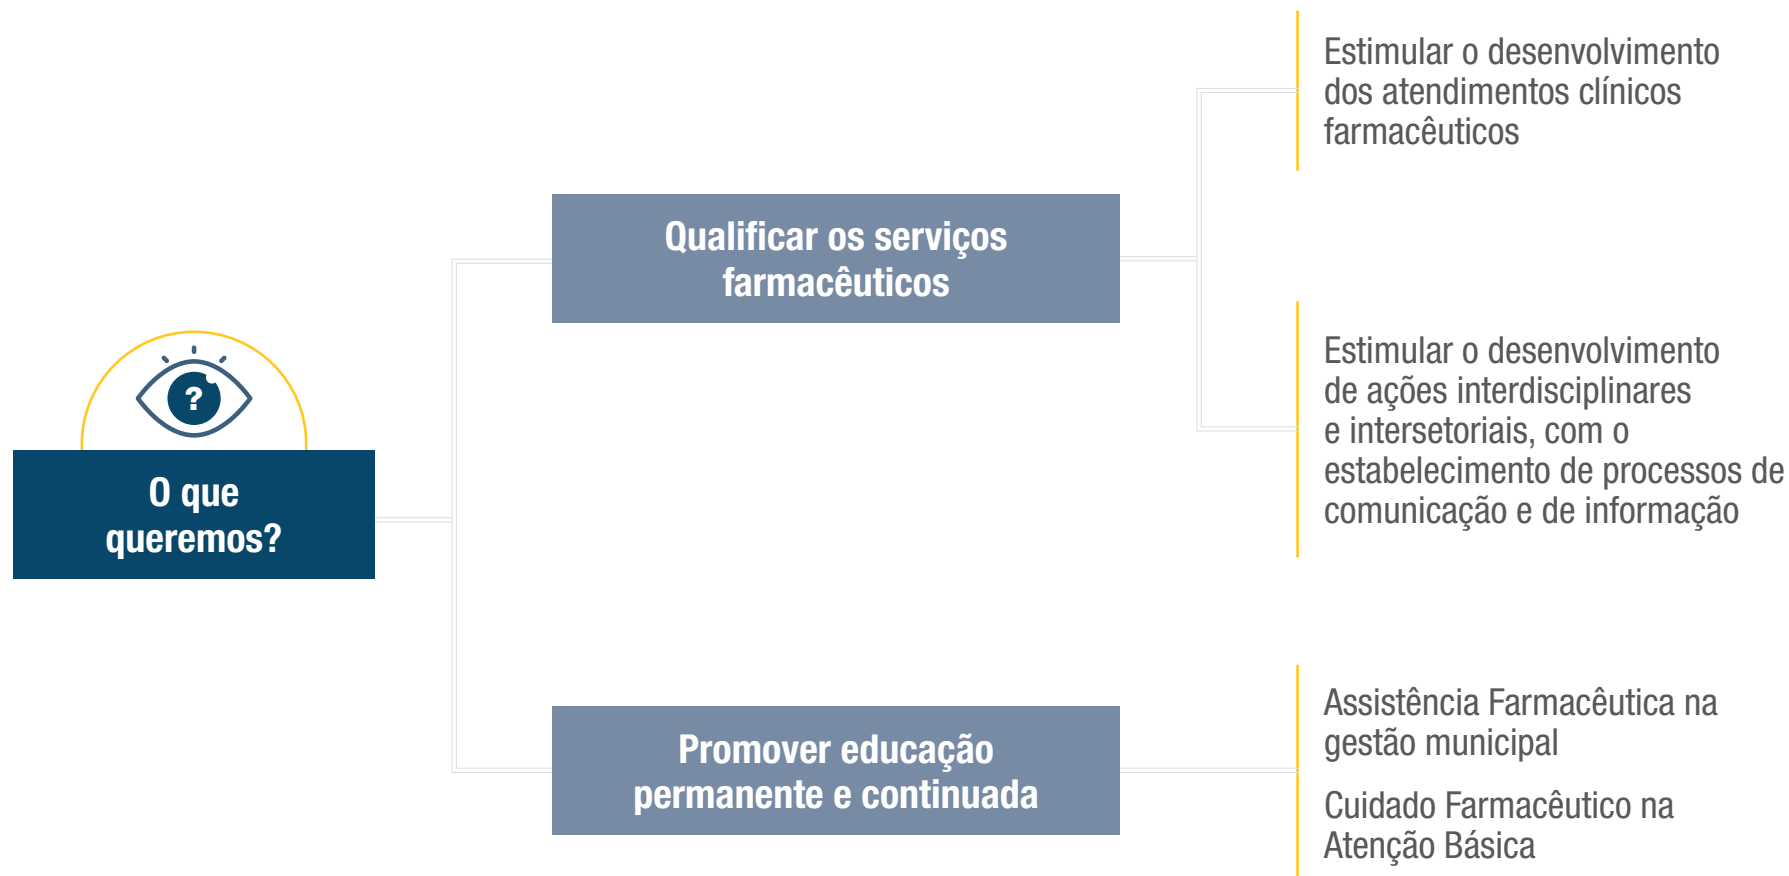 ?
O que
queremos?
Qualificar os serviços
farmacêuticos
Estimular o desenvolvimento
dos atendimentos clínicos
farmacêuticos
Estimular o desenvolvimento
de ações interdisciplinares
e intersetoriais, com o
estabelecimento de processos de
comunicação e de informação
Promover educação
permanente e continuada
Assistência Farmacêutica na
gestão municipal
Cuidado Farmacêutico na
Atenção Básica